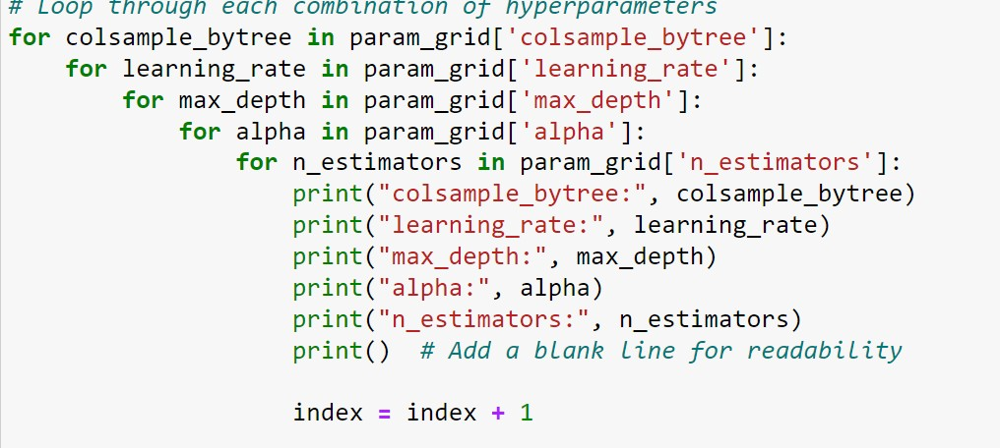 # Loop through each combination of hyperparameters
for colsample_bytree in param_grid['colsample_bytree']:
    for learning_rate in param_grid['learning_rate']:
        for max_depth in param_grid['max_depth']:
            for alpha in param_grid['alpha']:
                for n_estimators in param_grid['n_estimators']:
                    print("colsample_bytree:", colsample_bytree)
                    print("learning_rate:", learning_rate)
                    print("max_depth:", max_depth)
                    print("alpha:", alpha)
                    print("n_estimators:", n_estimators)
                    print()  # Add a blank line for readability
                    index = index + 1